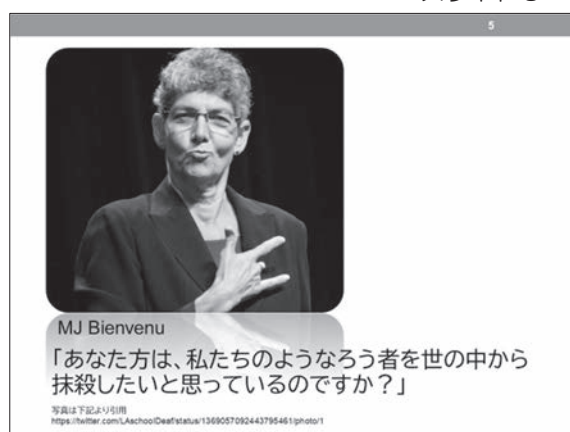 5
MJ Bienvenu
「あなた方は、私たちのようなろう者を世の中から
抹殺したいと思っているのですか？」
写真は下記より引用
https://twitter.com/LAschoolDeaf/status/1369057092443795461/photo/1